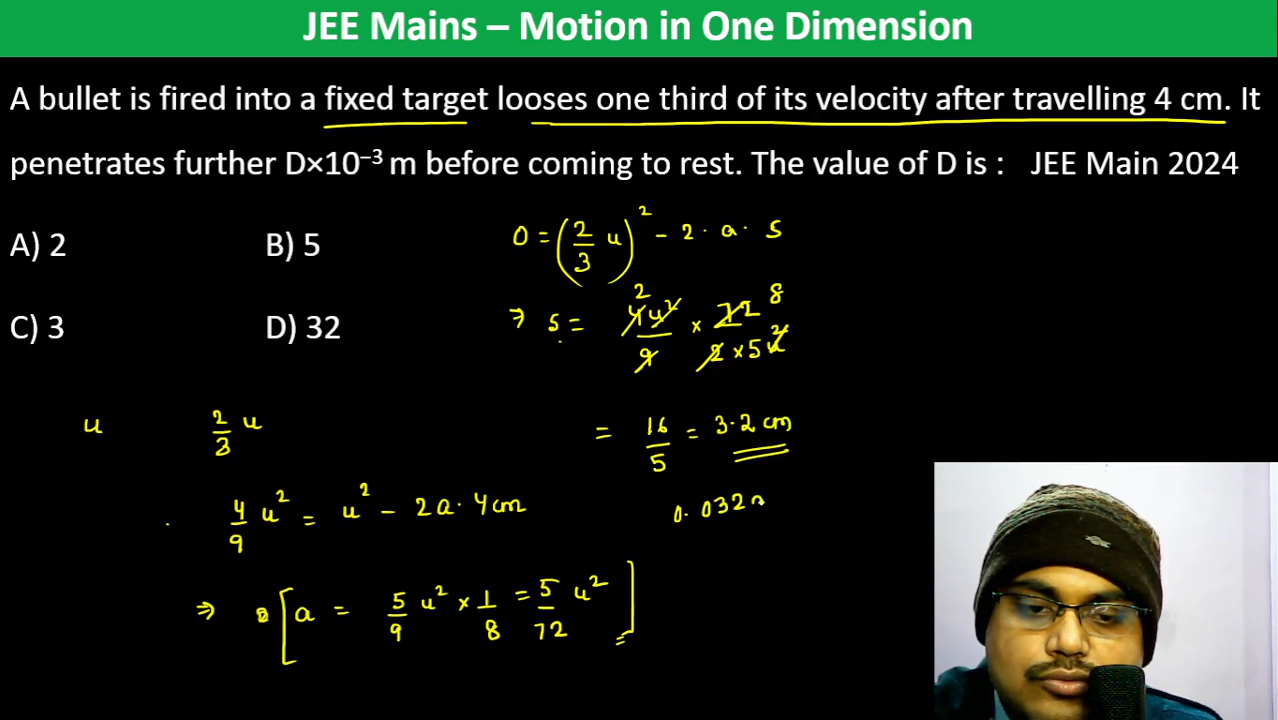 JEE Mains – Motion in One Dimension
A bullet is fired into a fixed target looses one third of its velocity after travelling 4 cm. It
penetrates further D×10⁻³ m before coming to rest. The value of D is : JEE Main 2024
A) 2 B) 5
C) 3 D) 32
0 = (2/3 u)² - 2 · a · s
⇒ s = 4u²/9 × 72/2×5u² 2 8
= 16/5 = 3.2 cm
0.032
u 2/3 u
4/9 u² = u² - 2a · 4cm
⇒ [a = 5/9 u² × 1/8 = 5/72 u²]